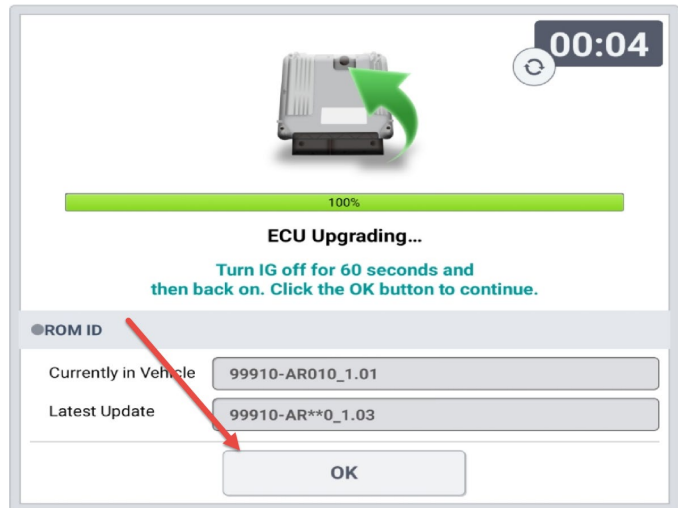 00:04
100%
ECU Upgrading...
Turn IG off for 60 seconds and
then back on. Click the OK button to continue.
ROM ID
Currently in Vehicle 99910-AR010_1.01
Latest Update 99910-AR**0_1.03
OK